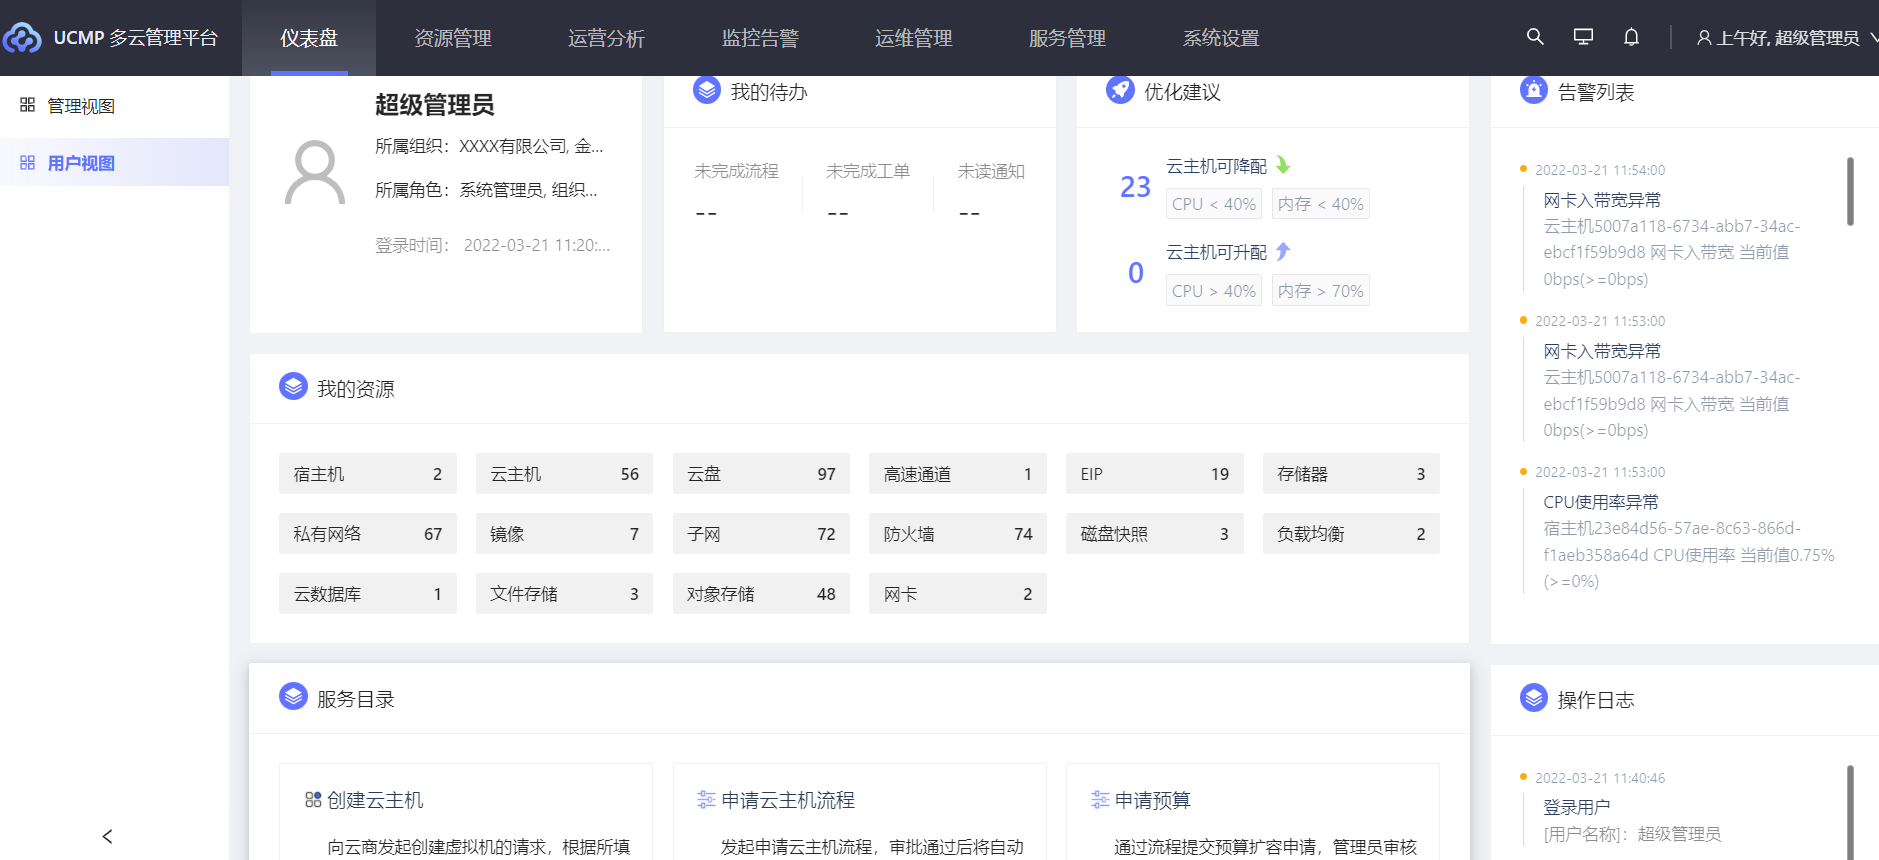 UCMP 多云管理平台
仪表盘
资源管理
运营分析
监控告警
运维管理
服务管理
系统设置
上午好, 超级管理员
管理视图
用户视图
超级管理员
所属组织：XXXX有限公司, 金...
所属角色：系统管理员, 组织...
登录时间： 2022-03-21 11:20:...
我的待办
未完成流程
--
未完成工单
--
未读通知
--
优化建议
23
云主机可降配
CPU < 40%
内存 < 40%
0
云主机可升配
CPU > 40%
内存 > 70%
告警列表
2022-03-21 11:54:00
网卡入带宽异常
云主机5007a118-6734-abb7-34ac-
ebcf1f59b9d8 网卡入带宽 当前值
0bps(>=0bps)
2022-03-21 11:53:00
网卡入带宽异常
云主机5007a118-6734-abb7-34ac-
ebcf1f59b9d8 网卡入带宽 当前值
0bps(>=0bps)
2022-03-21 11:53:00
CPU使用率异常
宿主机23e84d56-57ae-8c63-866d-
f1aeb358a64d CPU使用率 当前值0.75%
(>=0%)
我的资源
宿主机 2
云主机 56
云盘 97
高速通道 1
EIP 19
存储器 3
私有网络 67
镜像 7
子网 72
防火墙 74
磁盘快照 3
负载均衡 2
云数据库 1
文件存储 3
对象存储 48
网卡 2
服务目录
创建云主机
向云商发起创建虚拟机的请求，根据所填
申请云主机流程
发起申请云主机流程，审批通过后将自动
申请预算
通过流程提交预算扩容申请，管理员审核
操作日志
2022-03-21 11:40:46
登录用户
[用户名称]：超级管理员